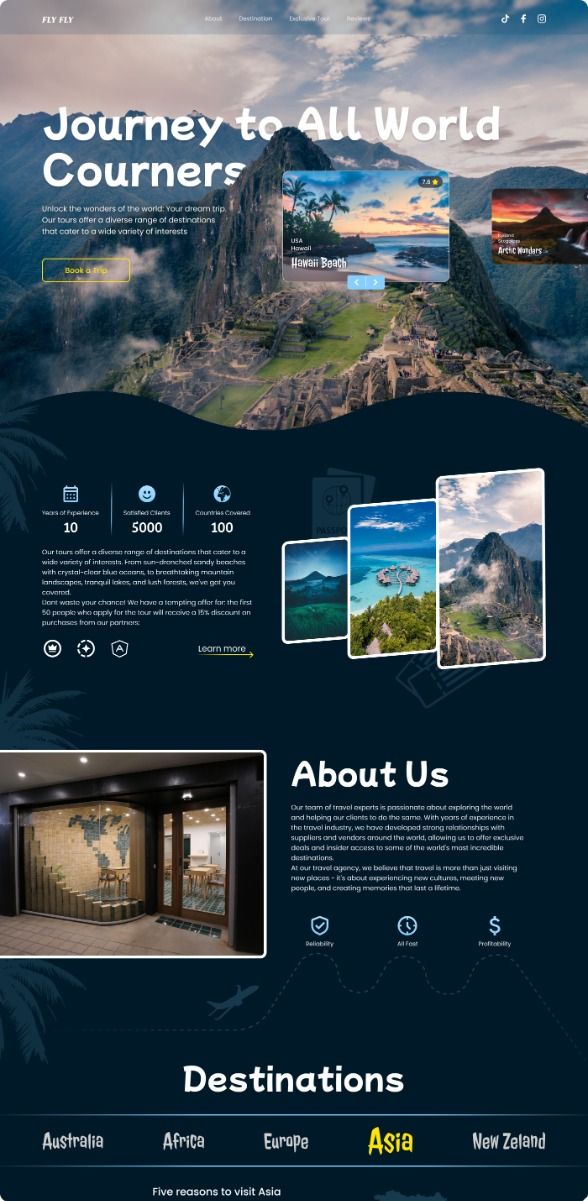 FLY FLY
About Destination Exclusive Tour Reviews
Journey to All World
Courners
Unlock the wonders of the world: Your dream trip.
Our tours offer a diverse range of destinations
that cater to a wide variety of interests
Book a Trip
7.6
USA
Hawaii
Hawaii Beach
Iceland
Arctic Wonders
Years of Experience Satisfied Clients Countries Covered
10 5000 100
Our tours offer a diverse range of destinations that cater to a
wide variety of interests. From sun-drenched sandy beaches
with crystal-clear blue oceans, to breathtaking mountain
landscapes, tranquil lakes, and lush forests, we've got you
covered.
Dont waste your chance! We have a tempting offer for: the first
50 people who apply for the tour will receive a 15% discount on
purchases from our partners:
Learn more
About Us
Our team of travel experts is passionate about exploring the world
and helping our clients to do the same. With years of experience in
the travel industry, we have developed strong relationships with
suppliers and vendors around the world, allowing us to offer exclusive
deals and insider access to some of the world's most incredible
destinations.
At our travel agency, we believe that travel is more than just visiting
new places - it's about experiencing new cultures, meeting new
people, and creating memories that last a lifetime.
Reliability All Fast Profitability
Destinations
Australia Africa Europe Asia New Zeland
Five reasons to visit Asia